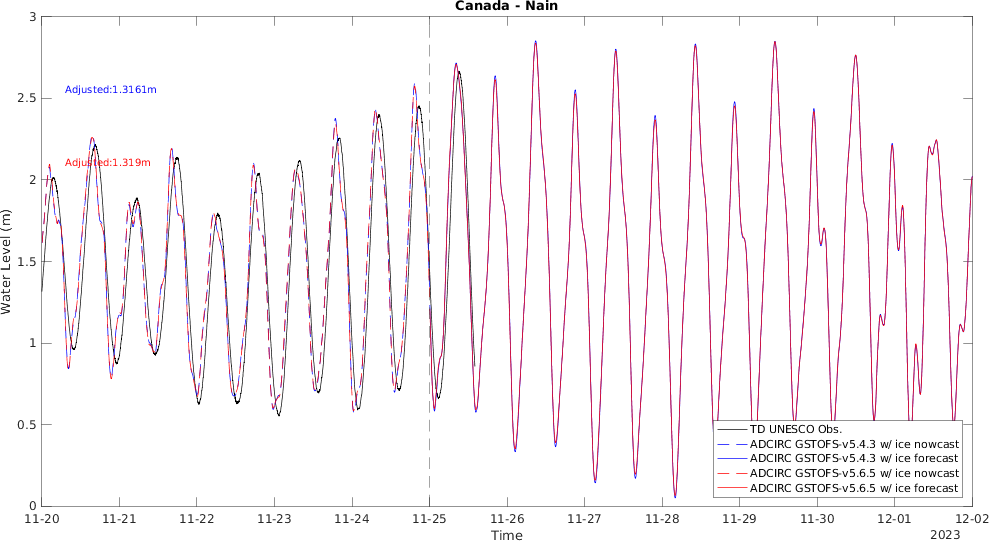 Canada - Nain
3
2.5
2
1.5
1
0.5
0
Water Level (m)
Adjusted:1.3161m
Adjusted:1.319m
TD UNESCO Obs.
ADCIRC GSTOFS-v5.4.3 w/ ice nowcast
ADCIRC GSTOFS-v5.4.3 w/ ice forecast
ADCIRC GSTOFS-v5.6.5 w/ ice nowcast
ADCIRC GSTOFS-v5.6.5 w/ ice forecast
11-20 11-21 11-22 11-23 11-24 11-25 11-26 11-27 11-28 11-29 11-30 12-01 12-02
Time
2023